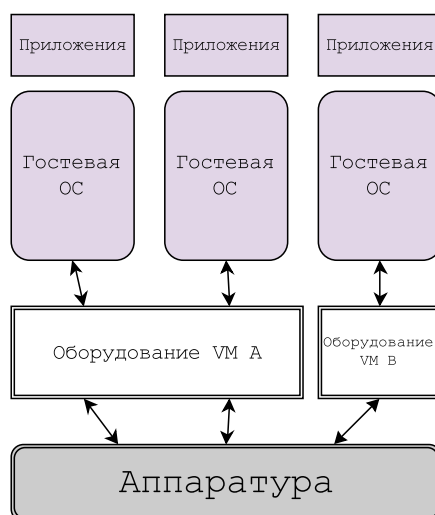 Приложения
Приложения
Приложения
Гостевая
ОС
Гостевая
ОС
Гостевая
ОС
Оборудование VM A
Оборудование
VM B
Аппаратура